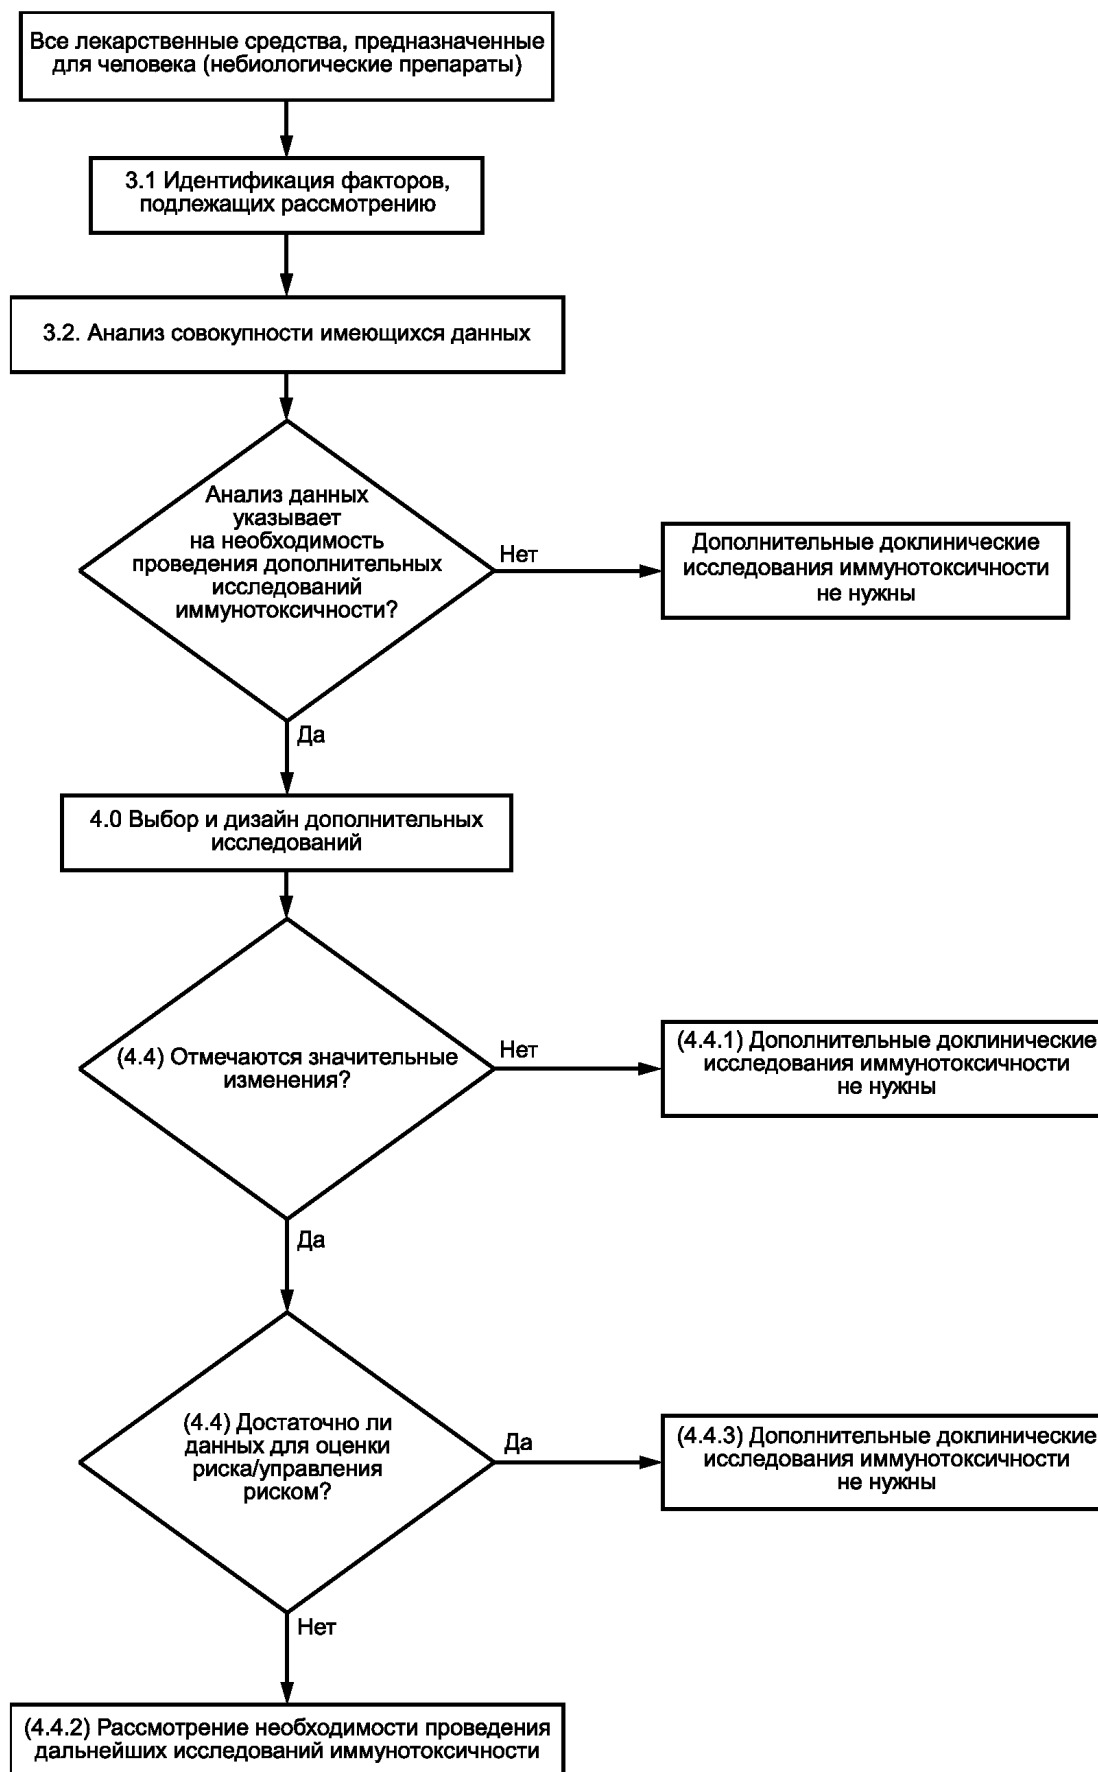 Все лекарственные средства, предназначенные
для человека (небиологические препараты)
3.1 Идентификация факторов,
подлежащих рассмотрению
3.2. Анализ совокупности имеющихся данных
Анализ данных
указывает
на необходимость
проведения дополнительных
исследований
иммунотоксичности?
Нет
Дополнительные доклинические
исследования иммунотоксичности
не нужны
Да
4.0 Выбор и дизайн дополнительных
исследований
(4.4) Отмечаются значительные
изменения?
Нет
(4.4.1) Дополнительные доклинические
исследования иммунотоксичности
не нужны
Да
(4.4) Достаточно ли
данных для оценки
риска/управления
риском?
Да
(4.4.3) Дополнительные доклинические
исследования иммунотоксичности
не нужны
Нет
(4.4.2) Рассмотрение необходимости проведения
дальнейших исследований иммунотоксичности